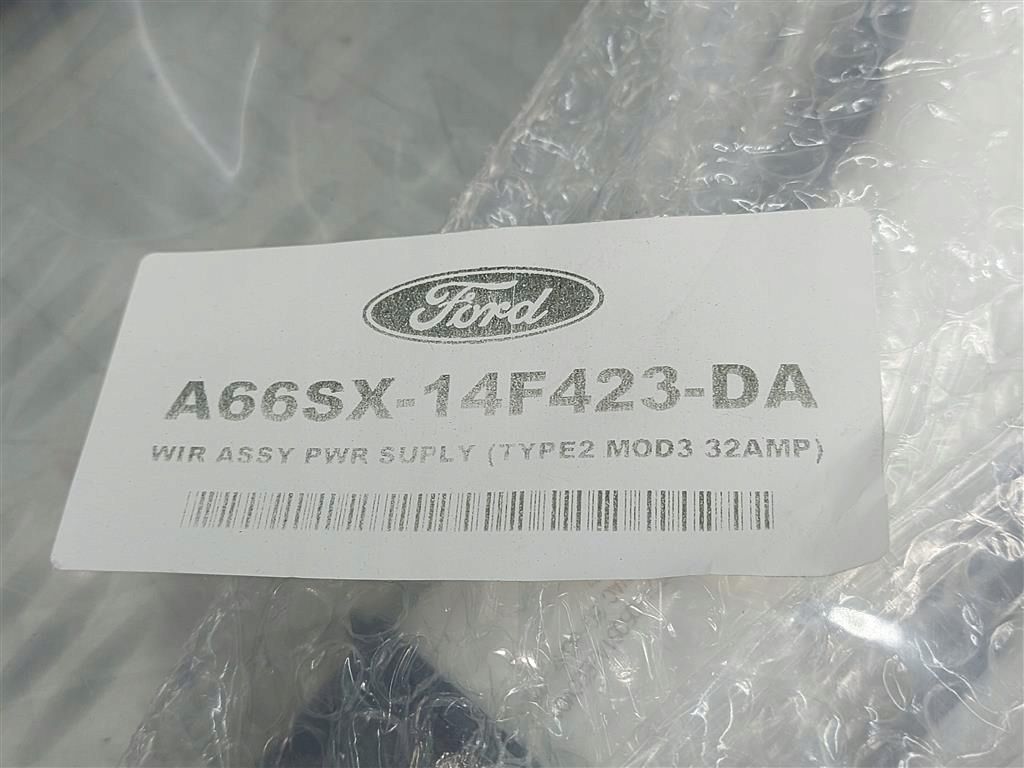 Ford
A66SX-14F423-DA
WIR ASSY PWR SUPLY (TYPE2 MOD3 32AMP)